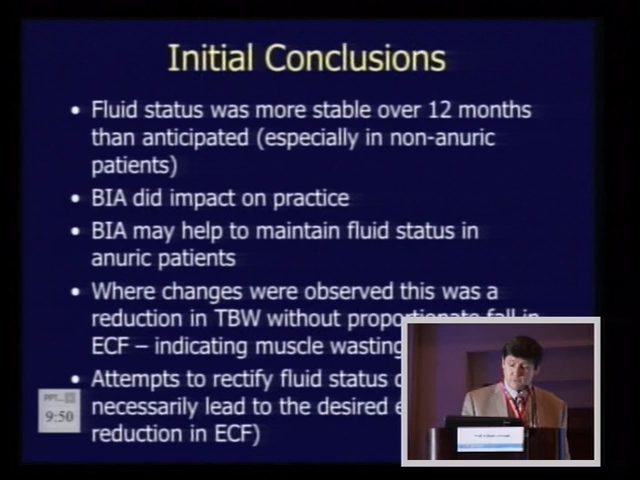 Initial Conclusions
• Fluid status was more stable over 12 months
than anticipated (especially in non-anuric
patients)
• BIA did impact on practice
• BIA may help to maintain fluid status in
anuric patients
• Where changes were observed this was a
reduction in TBW without proportionate fall in
ECF – indicating muscle wasting
• Attempts to rectify fluid status
necessarily lead to the desired
reduction in ECF)
9:50